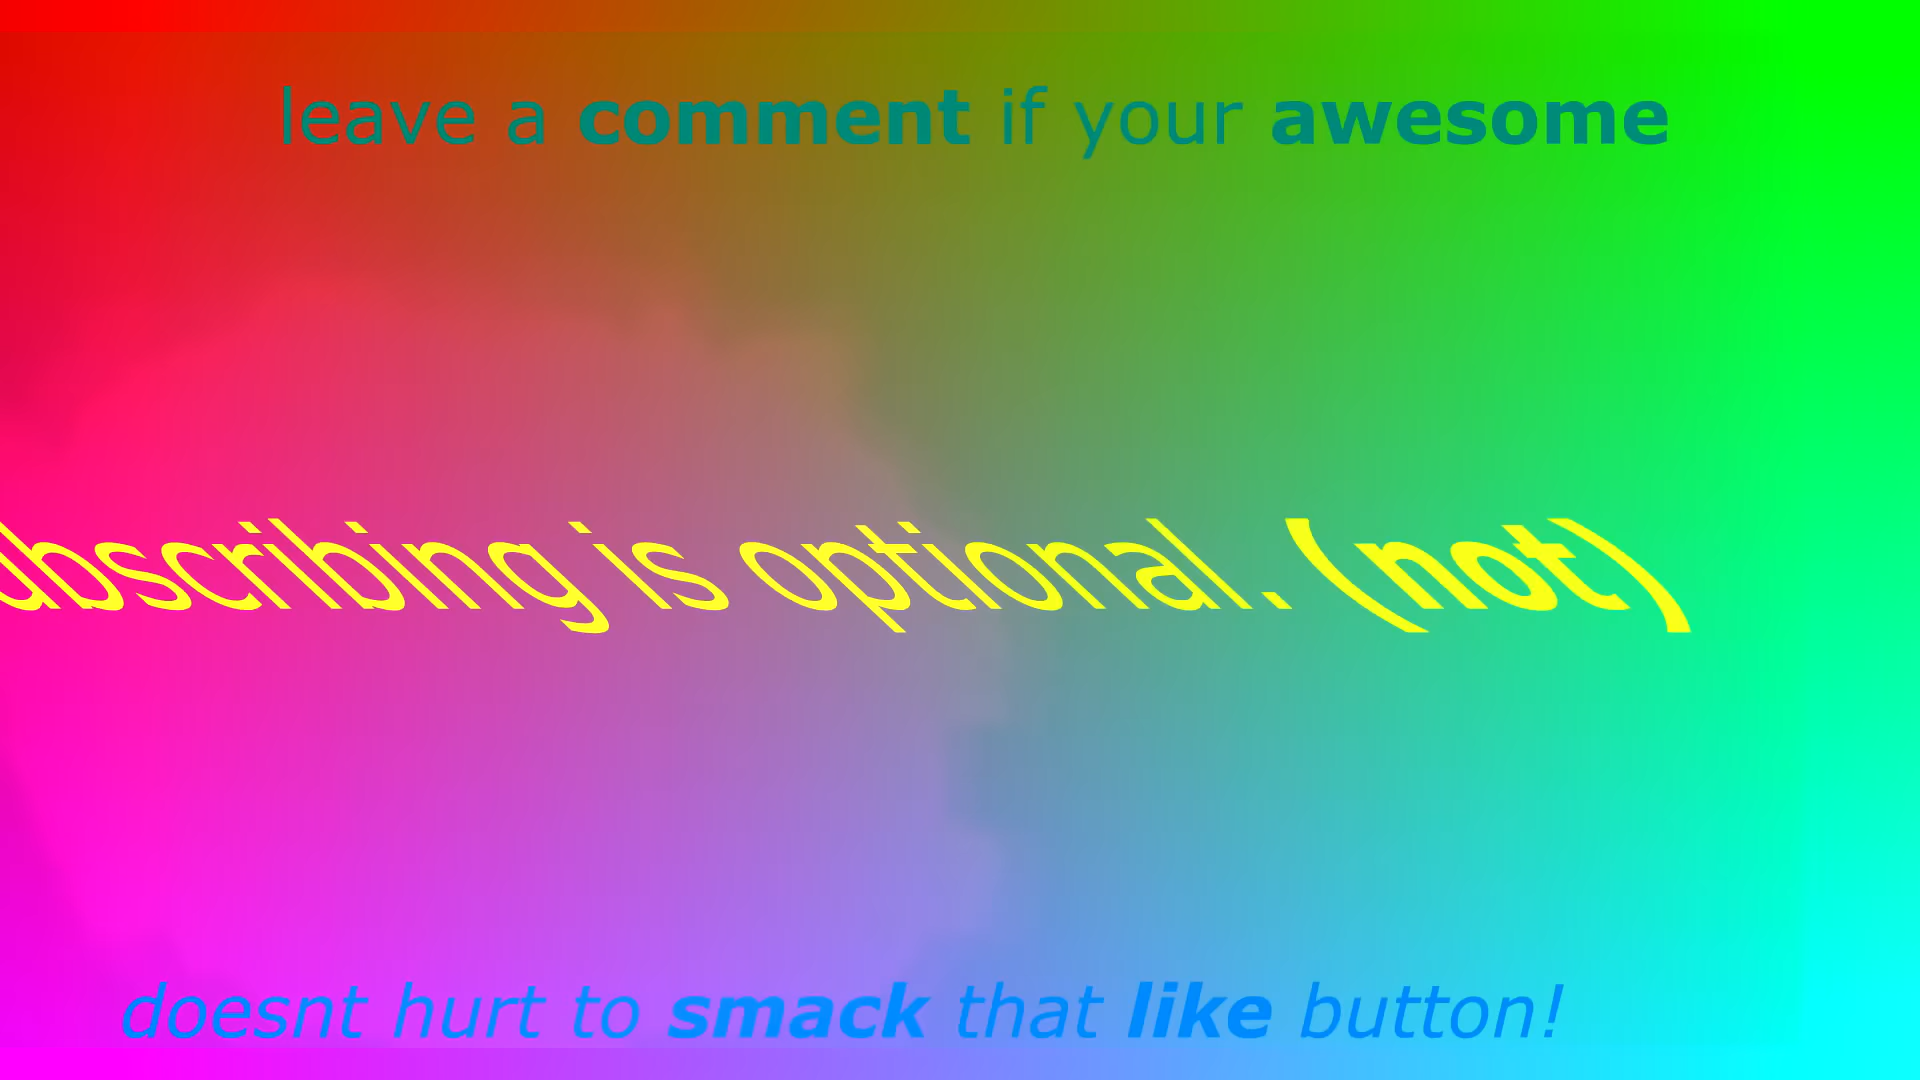 leave a comment if your awesome
ubscribing is optional. (not)
doesnt hurt to smack that like button!